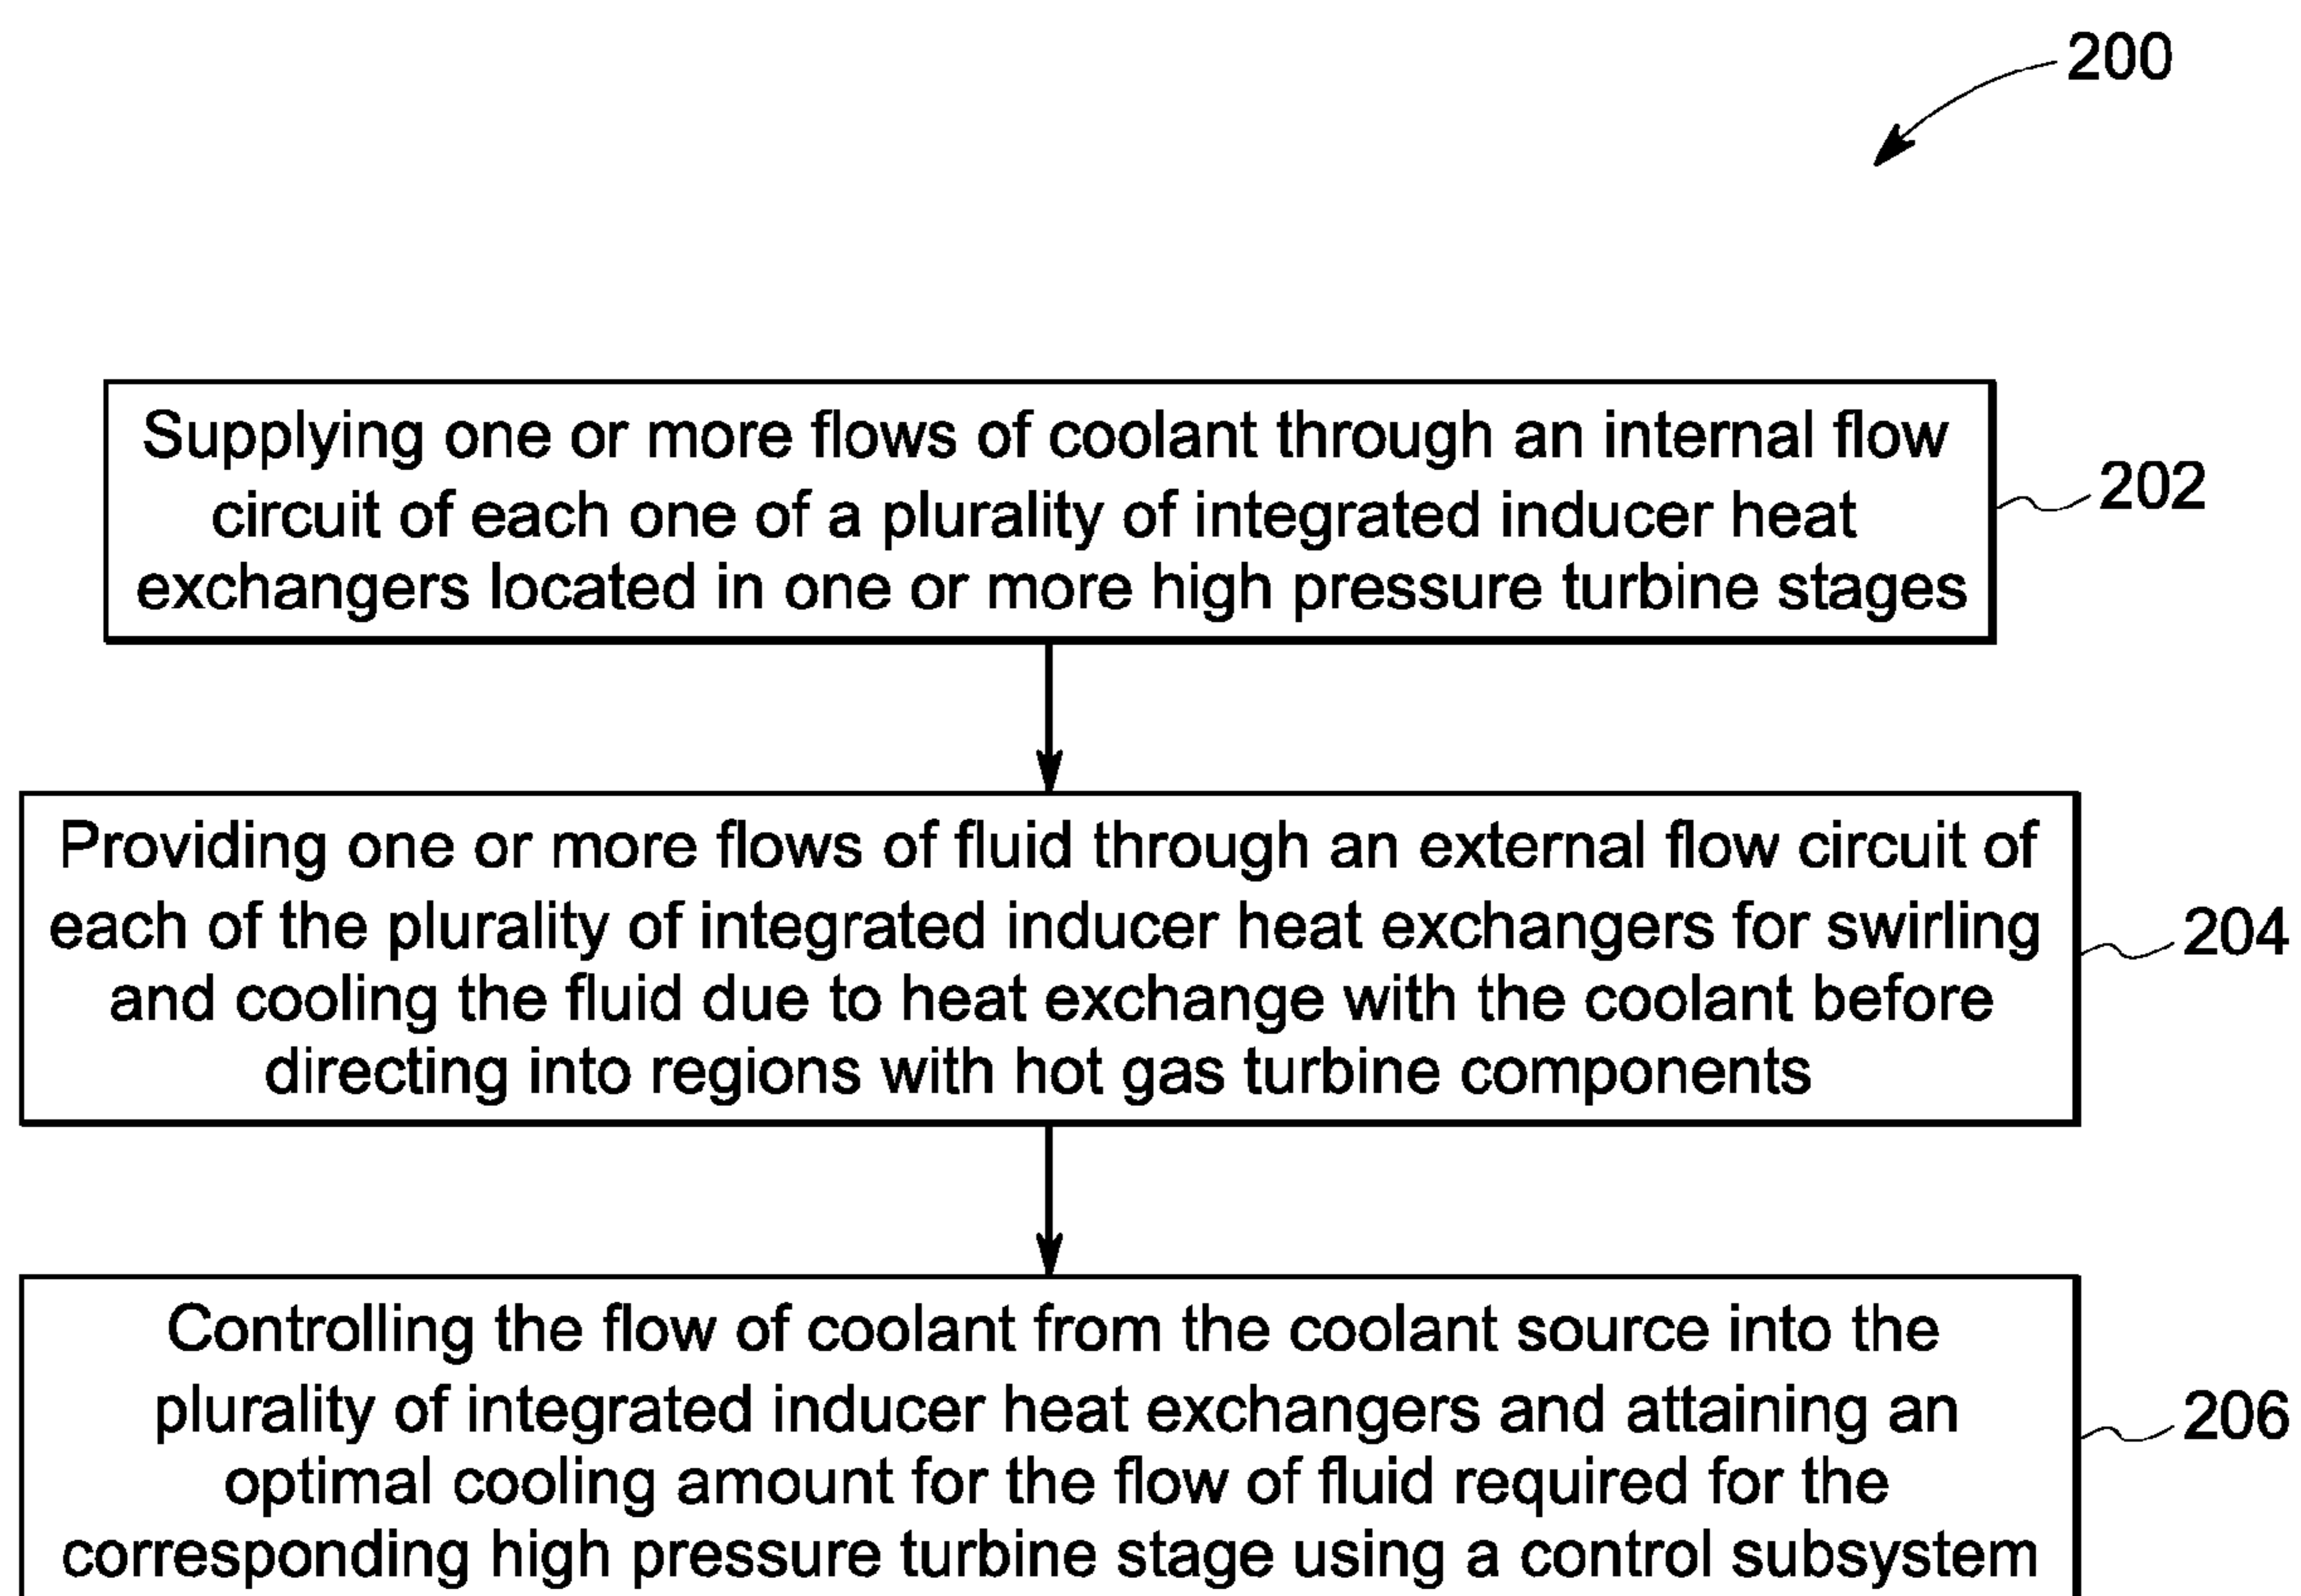 200
Supplying one or more flows of coolant through an internal flow
circuit of each one of a plurality of integrated inducer heat
exchangers located in one or more high pressure turbine stages
202
Providing one or more flows of fluid through an external flow circuit of
each of the plurality of integrated inducer heat exchangers for swirling
and cooling the fluid due to heat exchange with the coolant before
directing into regions with hot gas turbine components
204
Controlling the flow of coolant from the coolant source into the
plurality of integrated inducer heat exchangers and attaining an
optimal cooling amount for the flow of fluid required for the
corresponding high pressure turbine stage using a control subsystem
206